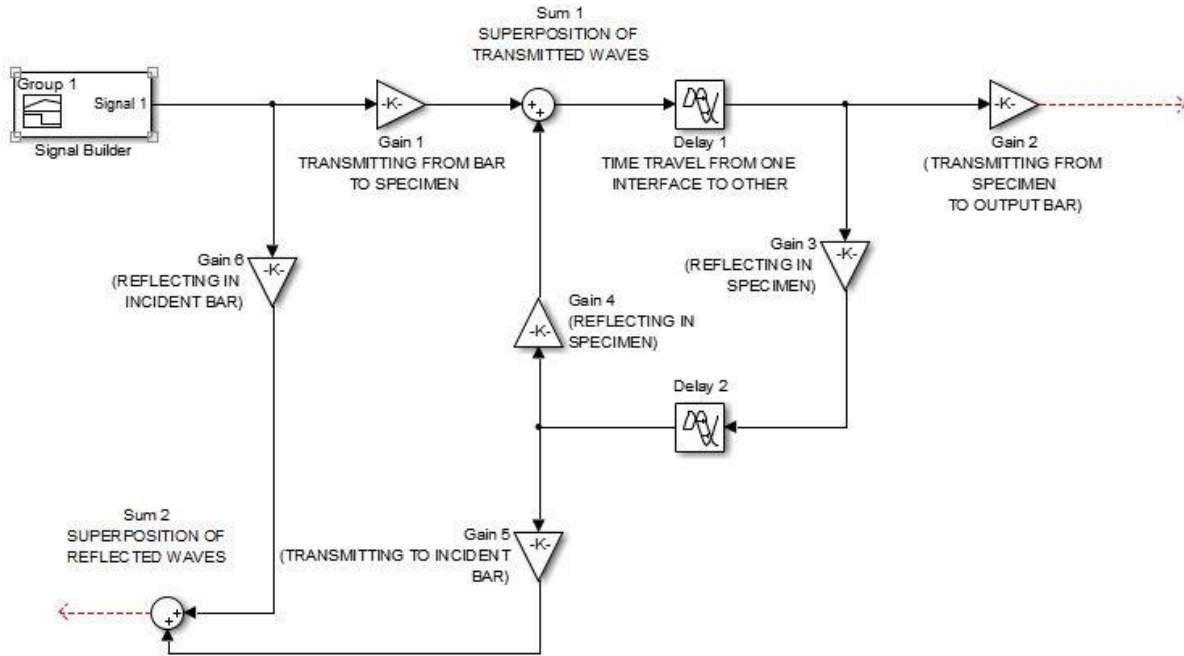 Sum 1
SUPERPOSITION OF
TRANSMITTED WAVES
Group 1
Signal 1
Signal Builder
-K-
Gain 1
TRANSMITTING FROM BAR
TO SPECIMEN
+
+
Delay 1
TIME TRAVEL FROM ONE
INTERFACE TO OTHER
-K-
Gain 2
(TRANSMITTING FROM
SPECIMEN
TO OUTPUT BAR)
Gain 6
(REFLECTING IN
INCIDENT BAR)
-K-
Gain 3
(REFLECTING IN
SPECIMEN)
-K-
Gain 4
(REFLECTING IN
SPECIMEN)
-K-
Delay 2
Sum 2
SUPERPOSITION OF
REFLECTED WAVES
Gain 5
(TRANSMITTING TO INCIDENT
BAR)
-K-
+
+